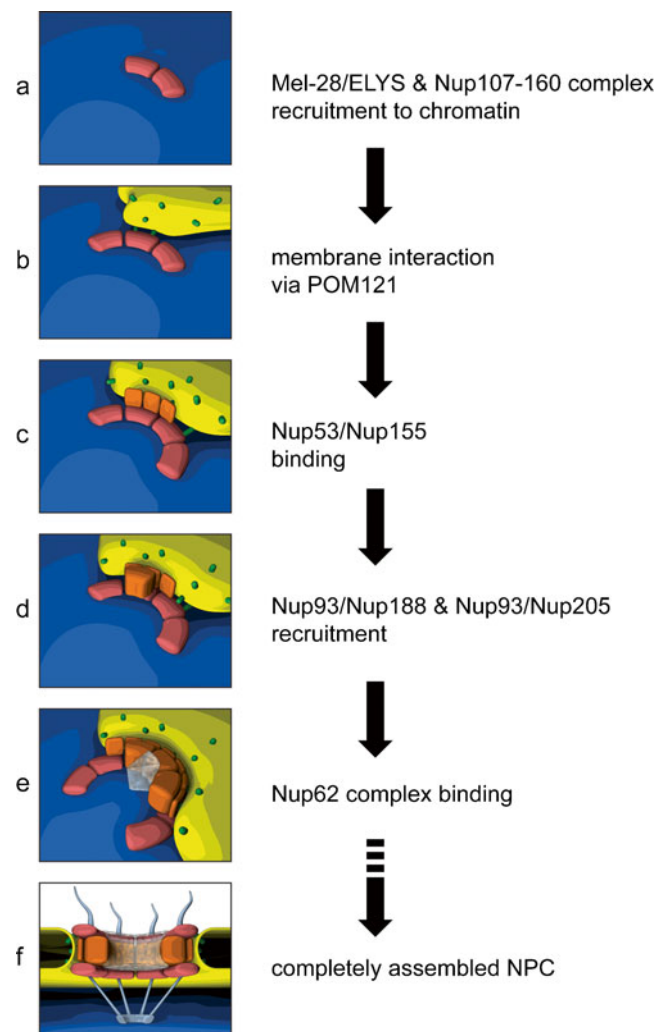 a
Mel-28/ELYS & Nup107-160 complex
recruitment to chromatin
b
membrane interaction
via POM121
c
Nup53/Nup155
binding
d
Nup93/Nup188 & Nup93/Nup205
recruitment
e
Nup62 complex binding
f
completely assembled NPC